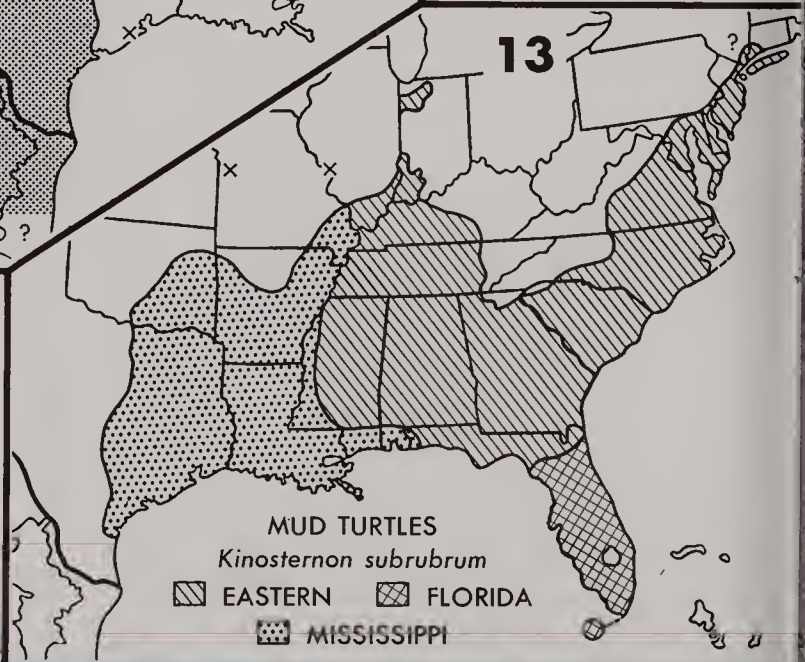 13
?
x
x
x
?
MUD TURTLES
Kinosternon subrubrum
EASTERN FLORIDA
MISSISSIPPI